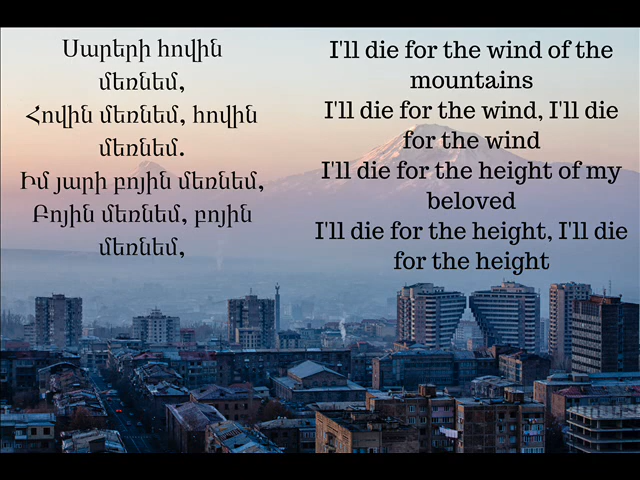 Սարերի հովին
մեռնեմ,
Հովին մեռնեմ, հովին
մեռնեմ.
Իմ յարի բոյին մեռնեմ,
Բոյին մեռնեմ, բոյին
մեռնեմ,
I'll die for the wind of the
mountains
I'll die for the wind, I'll die
for the wind
I'll die for the height of my
beloved
I'll die for the height, I'll die
for the height